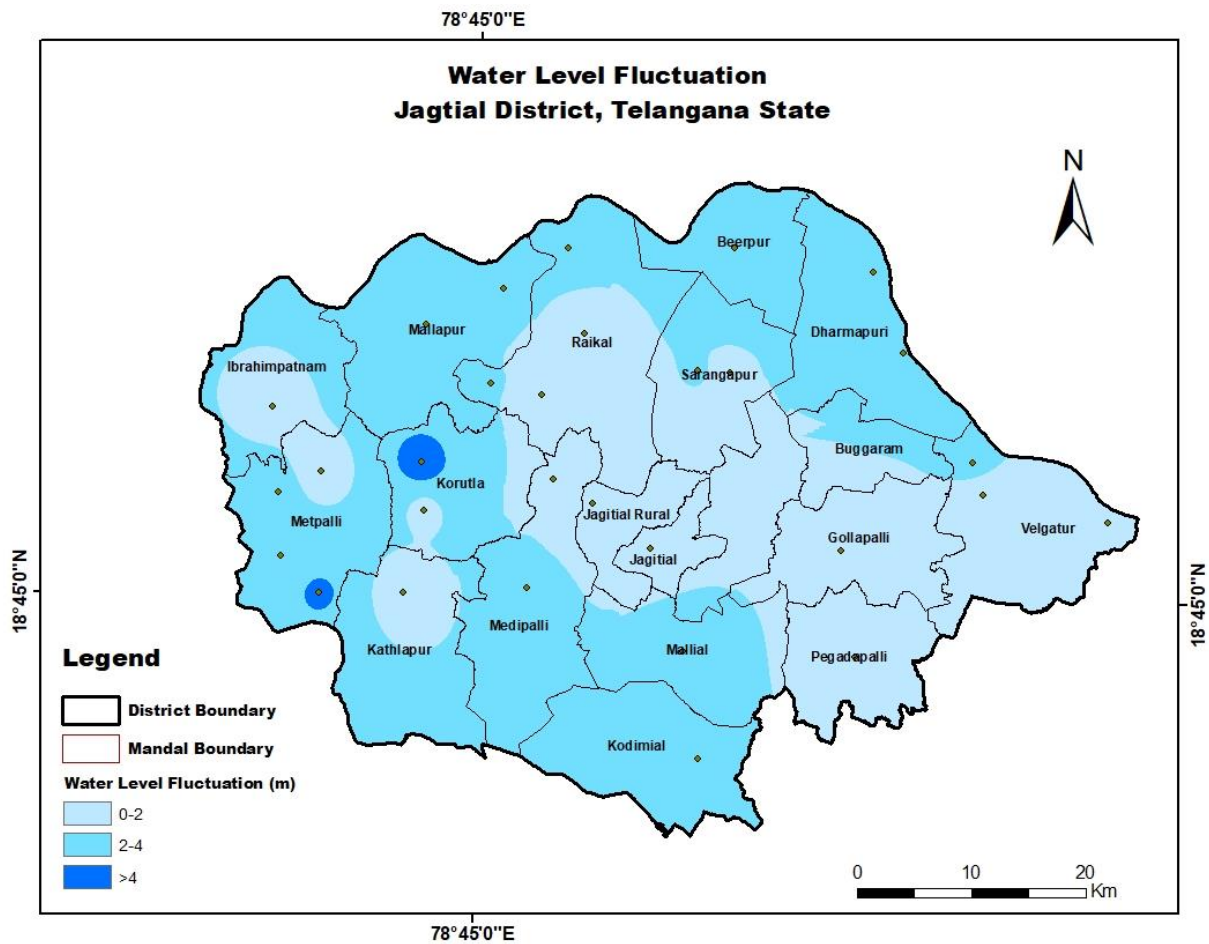 78°45'0"E
Water Level Fluctuation
Jagtial District, Telangana State
N
Beerpur
Mallapur
Dharmapuri
Raikal
Ibrahimpatnam
Sarangapur
Buggaram
Korutla
Metpalli
Jagitial Rural
Velgatur
Gollapalli
Jagitial
18°45'0"N
18°45'0"N
Medipalli
Kathlapur
Mallial
Pegadapalli
Kodimial
Legend
District Boundary
Mandal Boundary
Water Level Fluctuation (m)
0-2
2-4
>4
0 10 20
Km
78°45'0"E